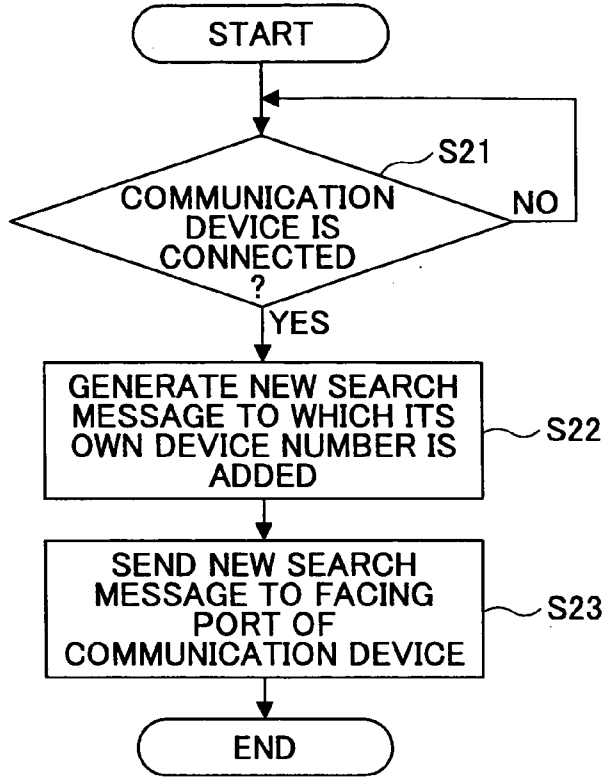 START
S21
COMMUNICATION
DEVICE IS
CONNECTED
?
NO
YES
GENERATE NEW SEARCH
MESSAGE TO WHICH ITS
OWN DEVICE NUMBER IS
ADDED
S22
SEND NEW SEARCH
MESSAGE TO FACING
PORT OF
COMMUNICATION DEVICE
S23
END